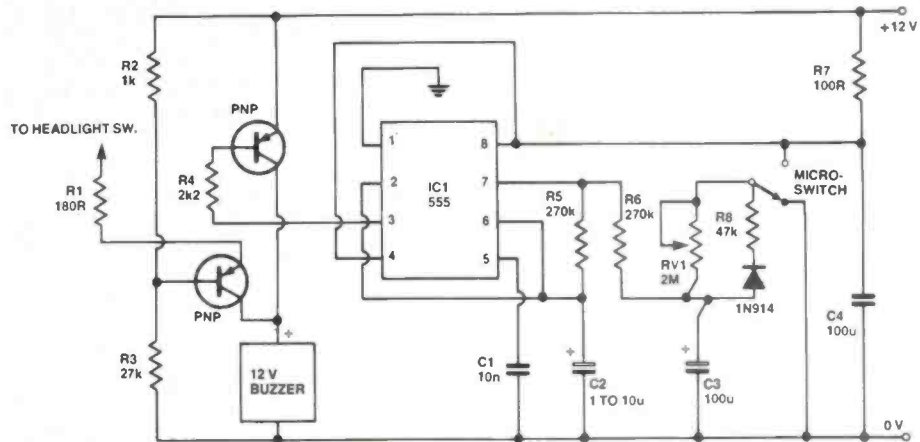 +12 V
R2
1k
PNP
R7
100R
TO HEADLIGHT SW.
R1
180R
R4
2k2
1
2
3
4
IC1
555
8
7
6
5
MICRO-
SWITCH
R5
270k
R6
270k
R8
47k
RV1
2M
1N914
PNP
R3
27k
+
12 V
BUZZER
C1
10n
+
C2
1 TO 10u
+
C3
100u
C4
100u
0 V